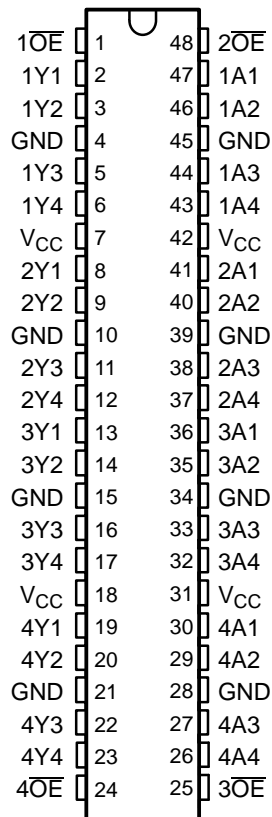 1O̅E̅ 1 48 2O̅E̅
1Y1 2 47 1A1
1Y2 3 46 1A2
GND 4 45 GND
1Y3 5 44 1A3
1Y4 6 43 1A4
VCC 7 42 VCC
2Y1 8 41 2A1
2Y2 9 40 2A2
GND 10 39 GND
2Y3 11 38 2A3
2Y4 12 37 2A4
3Y1 13 36 3A1
3Y2 14 35 3A2
GND 15 34 GND
3Y3 16 33 3A3
3Y4 17 32 3A4
VCC 18 31 VCC
4Y1 19 30 4A1
4Y2 20 29 4A2
GND 21 28 GND
4Y3 22 27 4A3
4Y4 23 26 4A4
4O̅E̅ 24 25 3O̅E̅